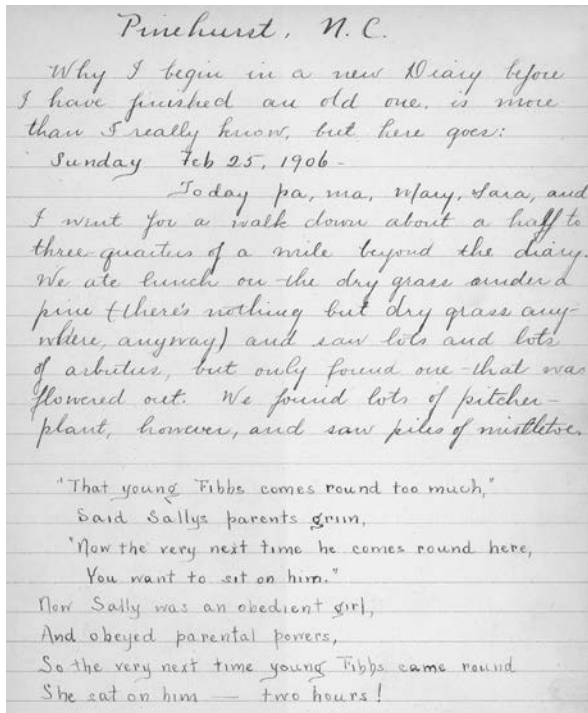 Pinehurst, N.C.
Why I begin in a new Diary before
I have finished an old one, is more
than I really know, but here goes:
Sunday Feb 25, 1906 -
Today pa, ma, Mary, Sara, and
I went for a walk down about a half to
three-quarters of a mile beyond the diary.
We ate lunch on the dry grass under a
pine (there's nothing but dry grass any-
where, anyway) and saw lots and lots
of arbutus, but only found one that was
flowered out. We found lots of pitcher-
plant, however, and saw piles of mistletoe.
"That young Fibbs comes round too much,"
Said Sallys parents grim,
"Now the very next time he comes round here,
You want to sit on him."
Now Sally was an obedient girl,
And obeyed parental powers,
So the very next time young Fibbs came round
She sat on him — two hours!